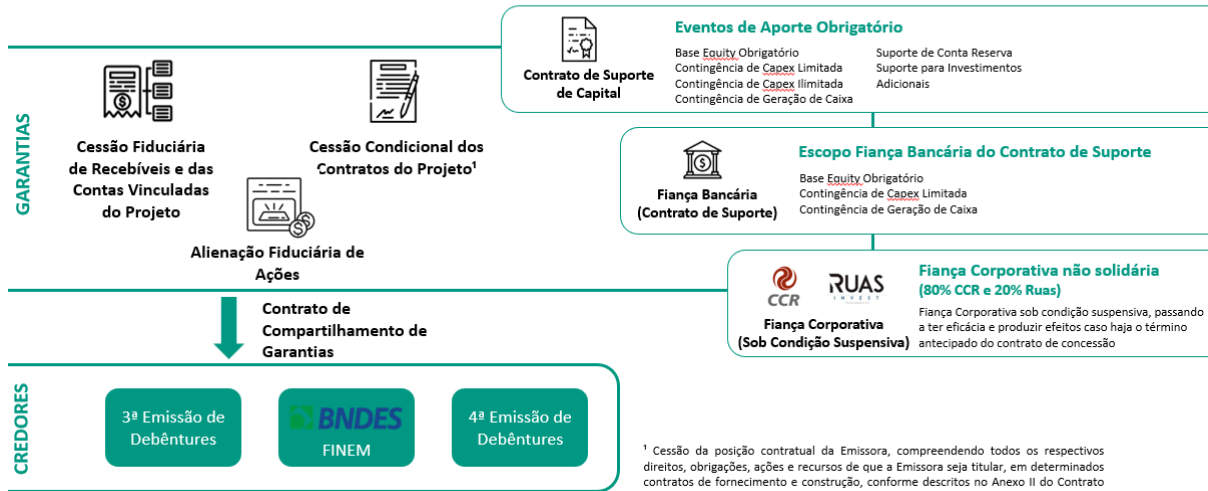 GARANTIAS
Cessão Fiduciária
de Recebíveis e das
Contas Vinculadas
do Projeto
Cessão Condicional dos
Contratos do Projeto¹
Alienação Fiduciária de
Ações
Contrato de Suporte
de Capital
Eventos de Aporte Obrigatório
Base Equity Obrigatório
Contingência de Capex Limitada
Contingência de Capex Ilimitada
Contingência de Geração de Caixa
Suporte de Conta Reserva
Suporte para Investimentos
Adicionais
Fiança Bancária
(Contrato de Suporte)
Escopo Fiança Bancária do Contrato de Suporte
Base Equity Obrigatório
Contingência de Capex Limitada
Contingência de Geração de Caixa
CCR
RUAS
INVEST
Fiança Corporativa
(Sob Condição Suspensiva)
Fiança Corporativa não solidária
(80% CCR e 20% Ruas)
Fiança Corporativa sob condição suspensiva, passando
a ter eficácia e produzir efeitos caso haja o término
antecipado do contrato de concessão
Contrato de
Compartilhamento de
Garantias
CREDORES
3ª Emissão de
Debêntures
BNDES
FINEM
4ª Emissão de
Debêntures
¹ Cessão da posição contratual da Emissora, compreendendo todos os respectivos
direitos, obrigações, ações e recursos de que a Emissora seja titular, em determinados
contratos de fornecimento e construção, conforme descritos no Anexo II do Contrato